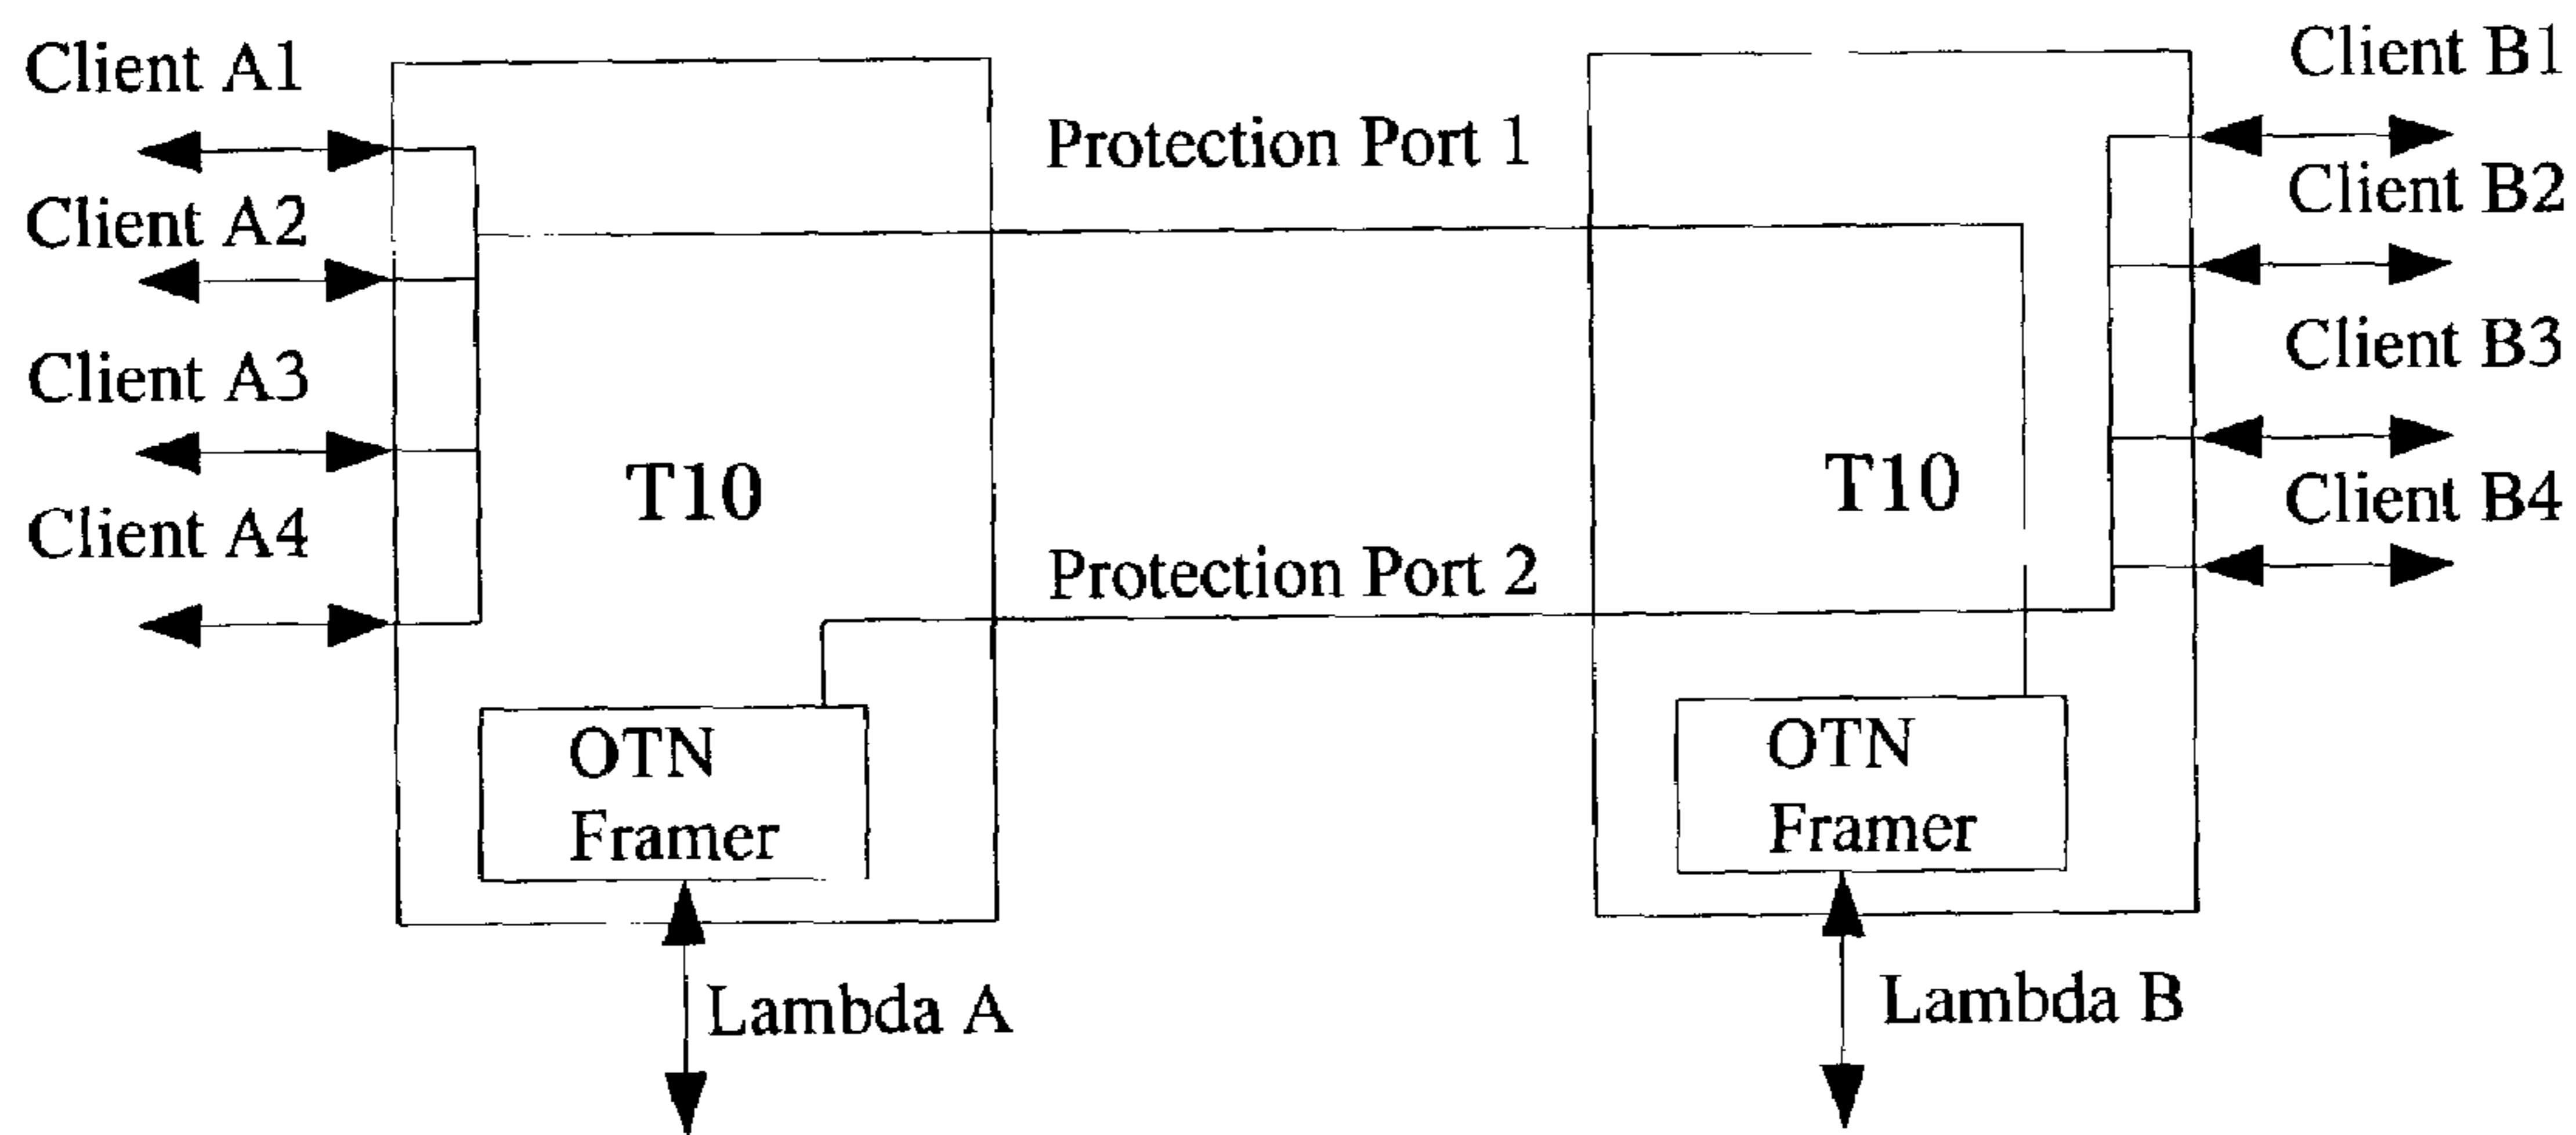 Client A1
Client A2
Client A3
Client A4
T10
OTN
Framer
Lambda A
Protection Port 1
Protection Port 2
T10
OTN
Framer
Lambda B
Client B1
Client B2
Client B3
Client B4